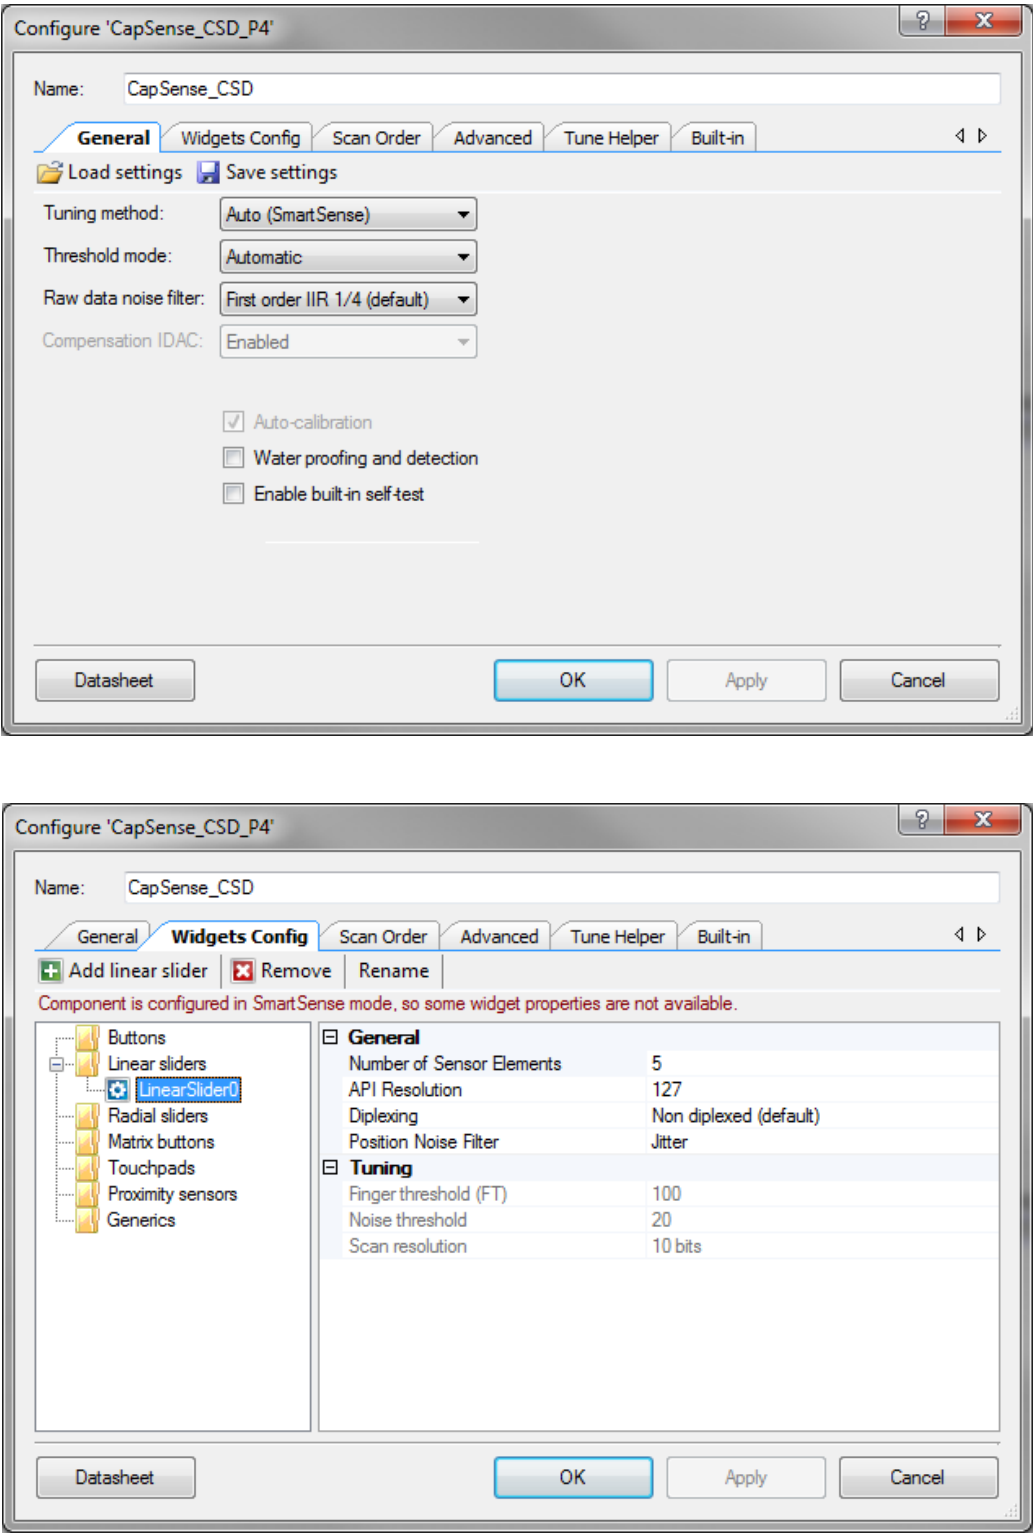 Configure 'CapSense_CSD_P4'
Name: CapSense_CSD
General Widgets Config Scan Order Advanced Tune Helper Built-in
Load settings Save settings
Tuning method: Auto (SmartSense)
Threshold mode: Automatic
Raw data noise filter: First order IIR 1/4 (default)
Compensation IDAC: Enabled
Auto-calibration
Water proofing and detection
Enable built-in self-test
Datasheet OK Apply Cancel
Configure 'CapSense_CSD_P4'
Name: CapSense_CSD
General Widgets Config Scan Order Advanced Tune Helper Built-in
Add linear slider Remove Rename
Component is configured in SmartSense mode, so some widget properties are not available.
Buttons
Linear sliders
LinearSlider0
Radial sliders
Matrix buttons
Touchpads
Proximity sensors
Generics
General
Number of Sensor Elements 5
API Resolution 127
Diplexing Non diplexed (default)
Position Noise Filter Jitter
Tuning
Finger threshold (FT) 100
Noise threshold 20
Scan resolution 10 bits
Datasheet OK Apply Cancel